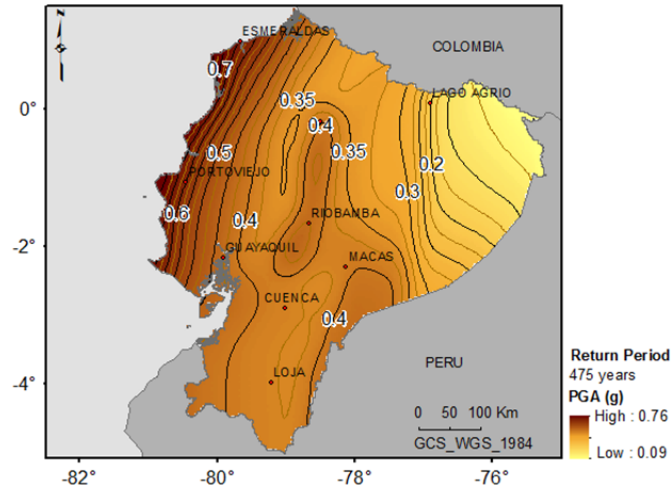 N
ESMERALDAS
COLOMBIA
0.7
0.35
LAGO AGRIO
0°
0.4
0.35
0.5
0.2
PORTOVIEJO
0.3
0.6
0.4
RIOBAMBA
-2°
GUAYAQUIL
MACAS
CUENCA
0.4
PERU
LOJA
-4°
0 50 100 Km
GCS_WGS_1984
Return Period
475 years
PGA (g)
High : 0.76
Low : 0.09
-82° -80° -78° -76°